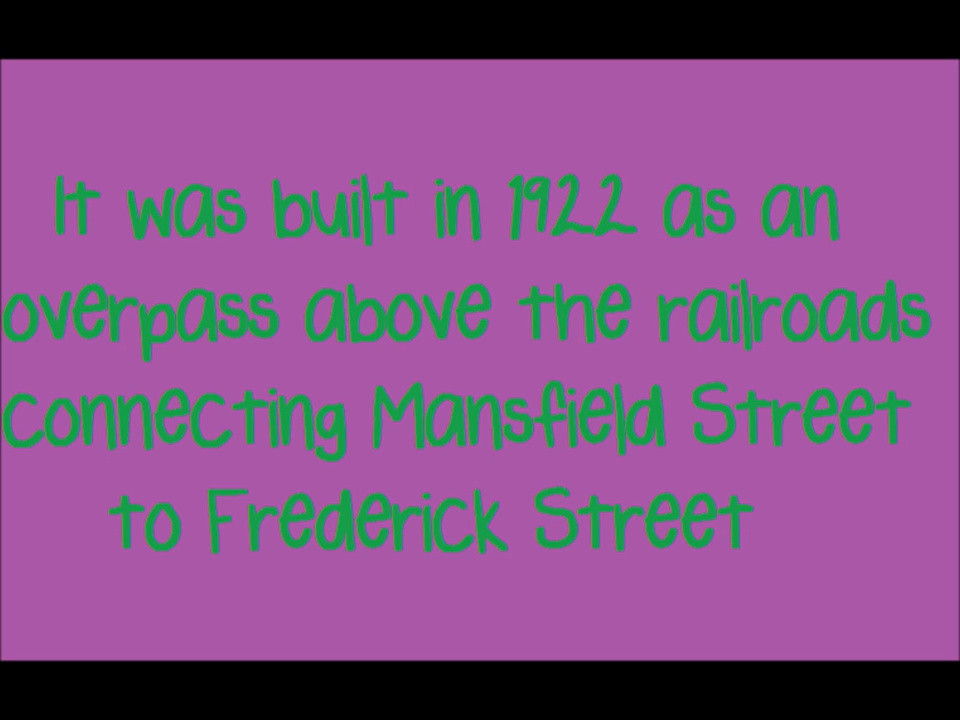 It was built in 1922 as an
overpass above the railroads
connecting Mansfield Street
to Frederick Street